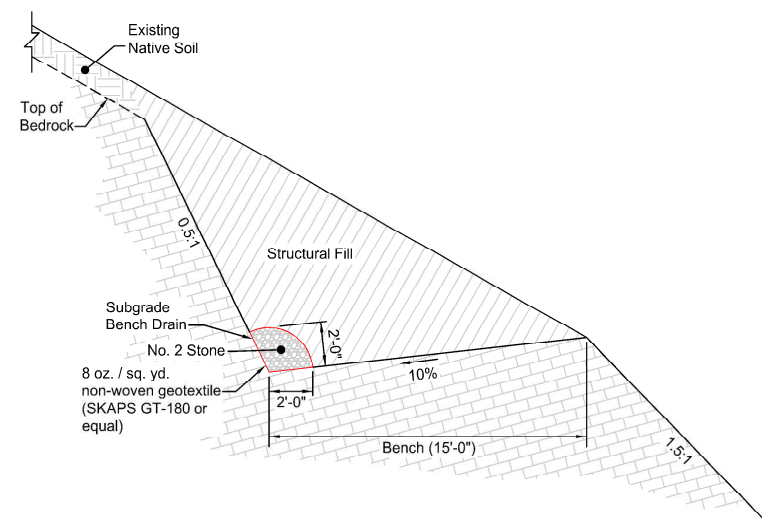 Existing
Native Soil
Top of
Bedrock
0.5:1
Structural Fill
Subgrade
Bench Drain
No. 2 Stone
2'-0"
8 oz. / sq. yd.
non-woven geotextile
(SKAPS GT-180 or
equal)
10%
2'-0"
Bench (15'-0")
1.5:1